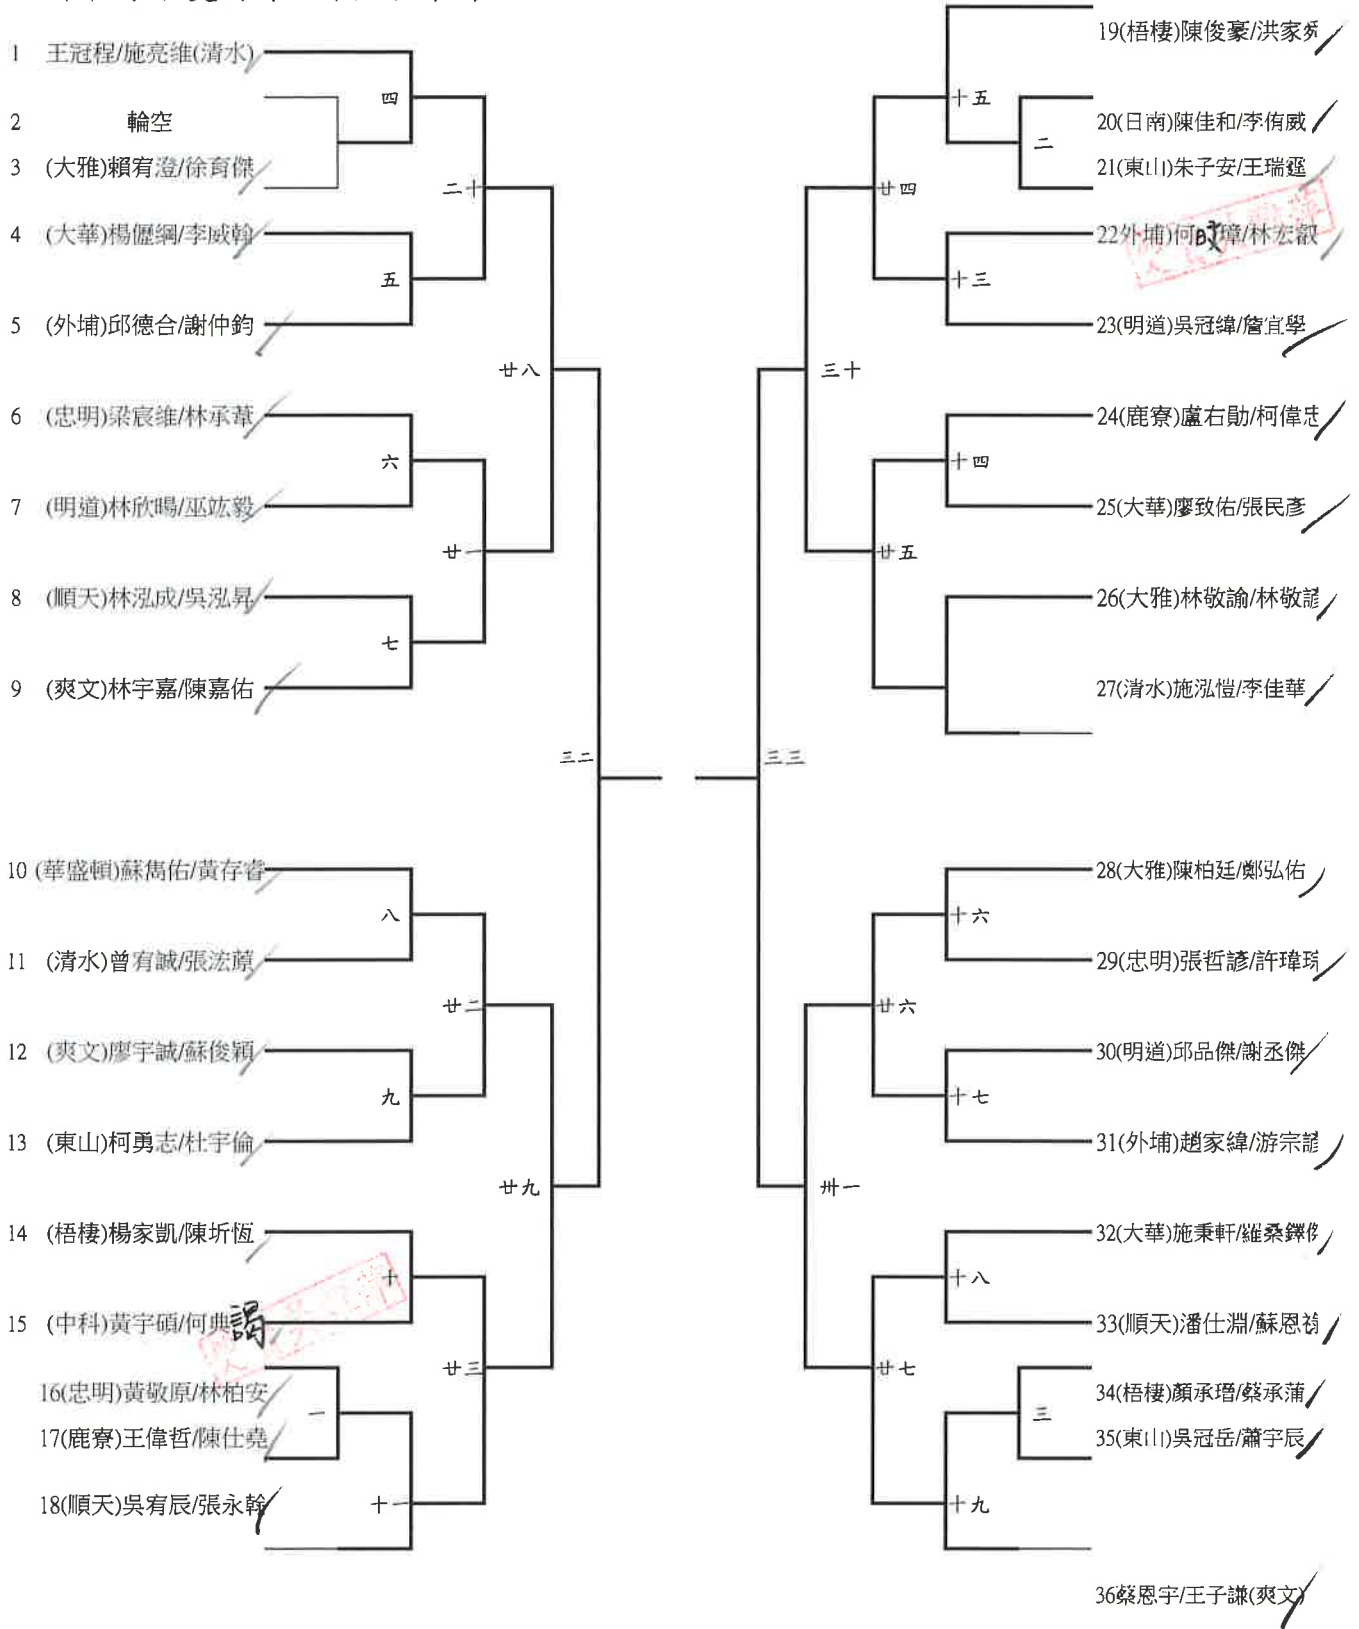 1 王冠程/施亮維(清水)
2 輪空
3 (大雅)賴宥澄/徐育傑
四
二十
4 (大華)楊儷綱/李威翰
五
5 (外埔)邱德合/謝仲鈞
廿八
6 (忠明)梁宸維/林承葦
六
7 (明道)林欣暘/巫竑毅
廿一
8 (順天)林泓成/吳泓昇
七
9 (爽文)林宇嘉/陳嘉佑
三二
10 (華盛頓)蘇雋佑/黃存睿
八
11 (清水)曾宥誠/張浤
廿二
12 (爽文)廖宇誠/蘇俊穎
九
13 (東山)柯勇志/杜宇倫
廿九
14 (梧棲)楊家凱/陳圻恆
十
15 (中科)黃宇碩/何典謁
廿三
16(忠明)黃敬原/林柏安
一
17(鹿寮)王偉哲/陳仕堯
18(順天)吳宥辰/張永翰
十一
19(梧棲)陳俊豪/洪家
十五
20(日南)陳佳和/李侑威
二
21(東山)朱子安/王瑞
廿四
22外埔)何 璋/林宏叡
十三
23(明道)吳冠緯/詹宜學
三十
24(鹿寮)盧右勛/柯偉忠
十四
25(大華)廖致佑/張民彥
廿五
26(大雅)林敬諭/林敬
27(清水)施泓愷/李佳華
三三
28(大雅)陳柏廷/鄭弘佑
十六
29(忠明)張哲諺/許瑋
廿六
30(明道)邱品傑/謝丞傑
十七
31(外埔)趙家緯/游宗
卅一
32(大華)施秉軒/羅桑鐸
十八
33(順天)潘仕淵/蘇恩
廿七
34(梧棲)顏承瑨/蔡承蒲
三
35(東山)吳冠岳/蕭宇辰
十九
36蔡恩宇/王子謙(爽文)